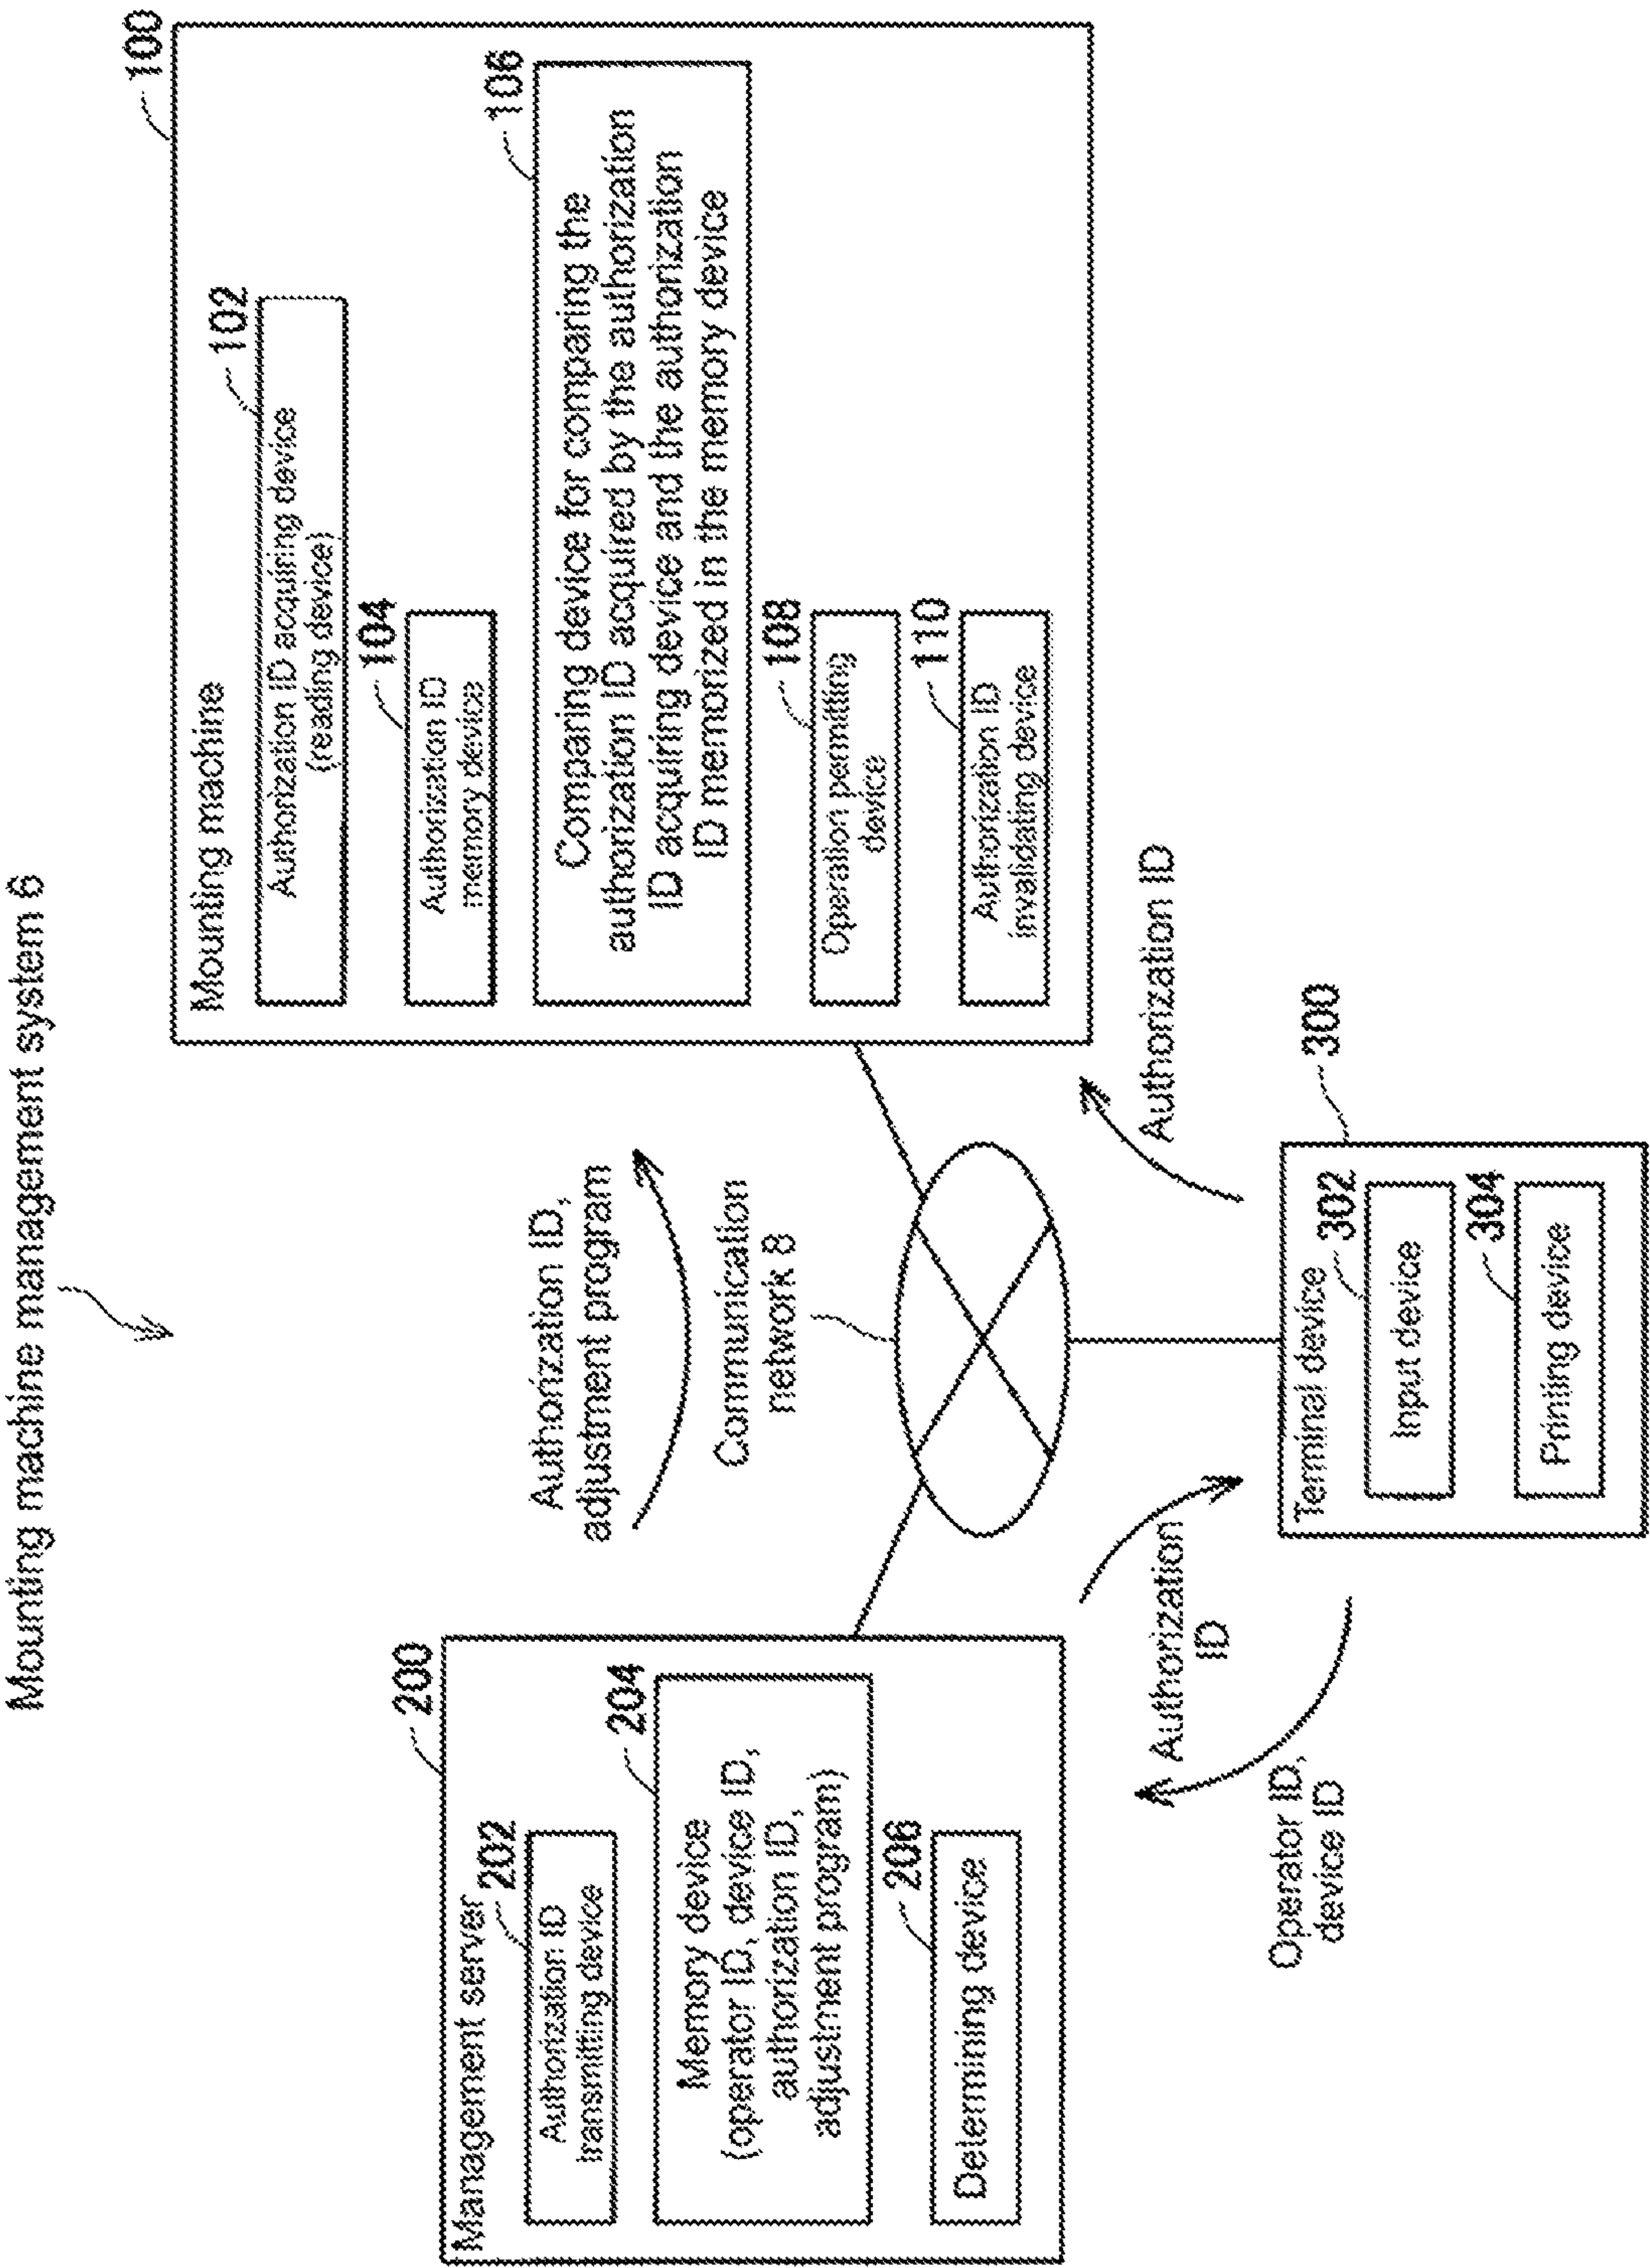 Mounting machine management system 6
200
Management server
202
Authorization ID
transmitting device
204
Memory device
(operator ID, device ID,
authorization ID,
adjustment program)
206
Determining device
Authorization ID,
adjustment program
Communication
network 8
100
Mounting machine
102
Authorization ID acquiring device
(reading device)
104
Authorization ID
memory device
106
Comparing device for comparing the
authorization ID acquired by the authorization
ID acquiring device and the authorization
ID memorized in the memory device
108
Operation permitting
device
110
Authorization ID
invalidating device
Authorization
ID
Operator ID,
device ID
Authorization ID
300
Terminal device
302
Input device
304
Printing device